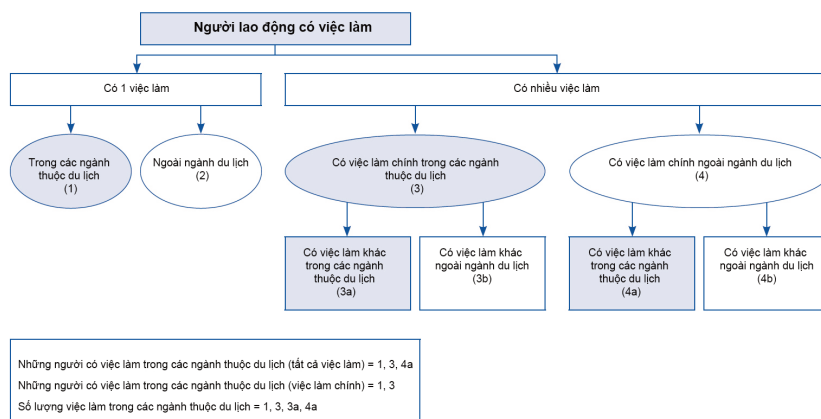 Người lao động có việc làm
Có 1 việc làm
Có nhiều việc làm
Trong các ngành
thuộc du lịch
(1)
Ngoài ngành du lịch
(2)
Có việc làm chính trong các ngành
thuộc du lịch
(3)
Có việc làm chính ngoài ngành du lịch
(4)
Có việc làm khác
trong các ngành
thuộc du lịch
(3a)
Có việc làm khác
ngoài ngành du lịch
(3b)
Có việc làm khác
trong các ngành
thuộc du lịch
(4a)
Có việc làm khác
ngoài ngành du lịch
(4b)
Những người có việc làm trong các ngành thuộc du lịch (tất cả việc làm) = 1, 3, 4a
Những người có việc làm trong các ngành thuộc du lịch (việc làm chính) = 1, 3
Số lượng việc làm trong các ngành thuộc du lịch = 1, 3, 3a, 4a